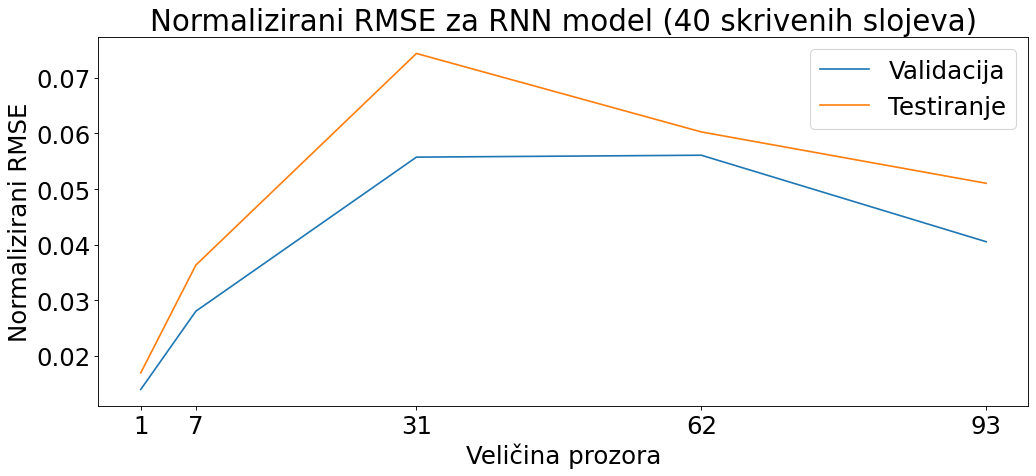 Normalizirani RMSE za RNN model (40 skrivenih slojeva)
Normalizirani RMSE
0.07
0.06
0.05
0.04
0.03
0.02
Validacija
Testiranje
1 7 31 62 93
Veličina prozora